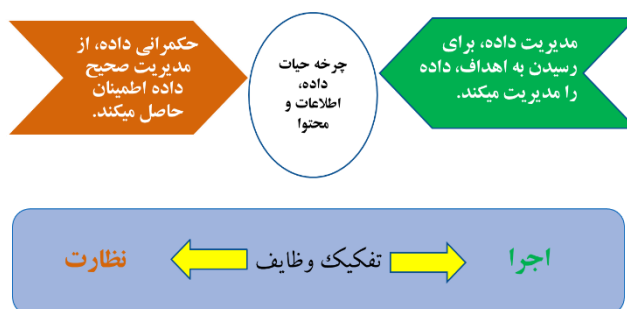 مدیریت داده، برای
رسیدن به اهداف، داده
را مدیریت میکند.
چرخه حیات
داده،
اطلاعات و
محتوا
حکمرانی داده، از
مدیریت صحیح
داده اطمینان
حاصل میکند.
اجرا
تفکیک وظایف
نظارت